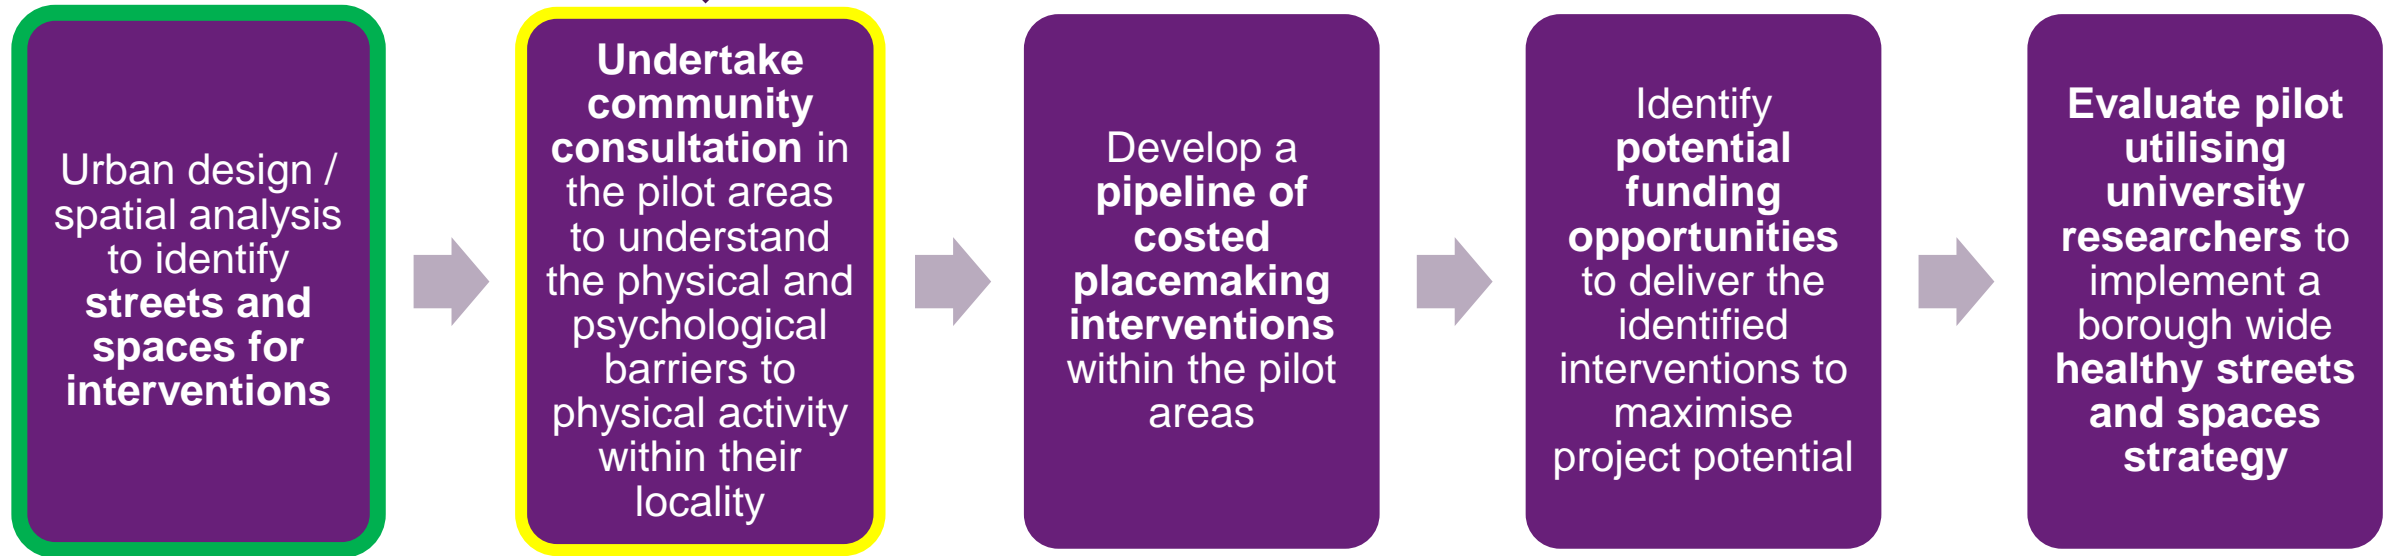 Urban design /
spatial analysis
to identify
streets and
spaces for
interventions
Undertake
community
consultation in
the pilot areas
to understand
the physical and
psychological
barriers to
physical activity
within their
locality
Develop a
pipeline of
costed
placemaking
interventions
within the pilot
areas
Identify
potential
funding
opportunities
to deliver the
identified
interventions to
maximise
project potential
Evaluate pilot
utilising
university
researchers to
implement a
borough wide
healthy streets
and spaces
strategy